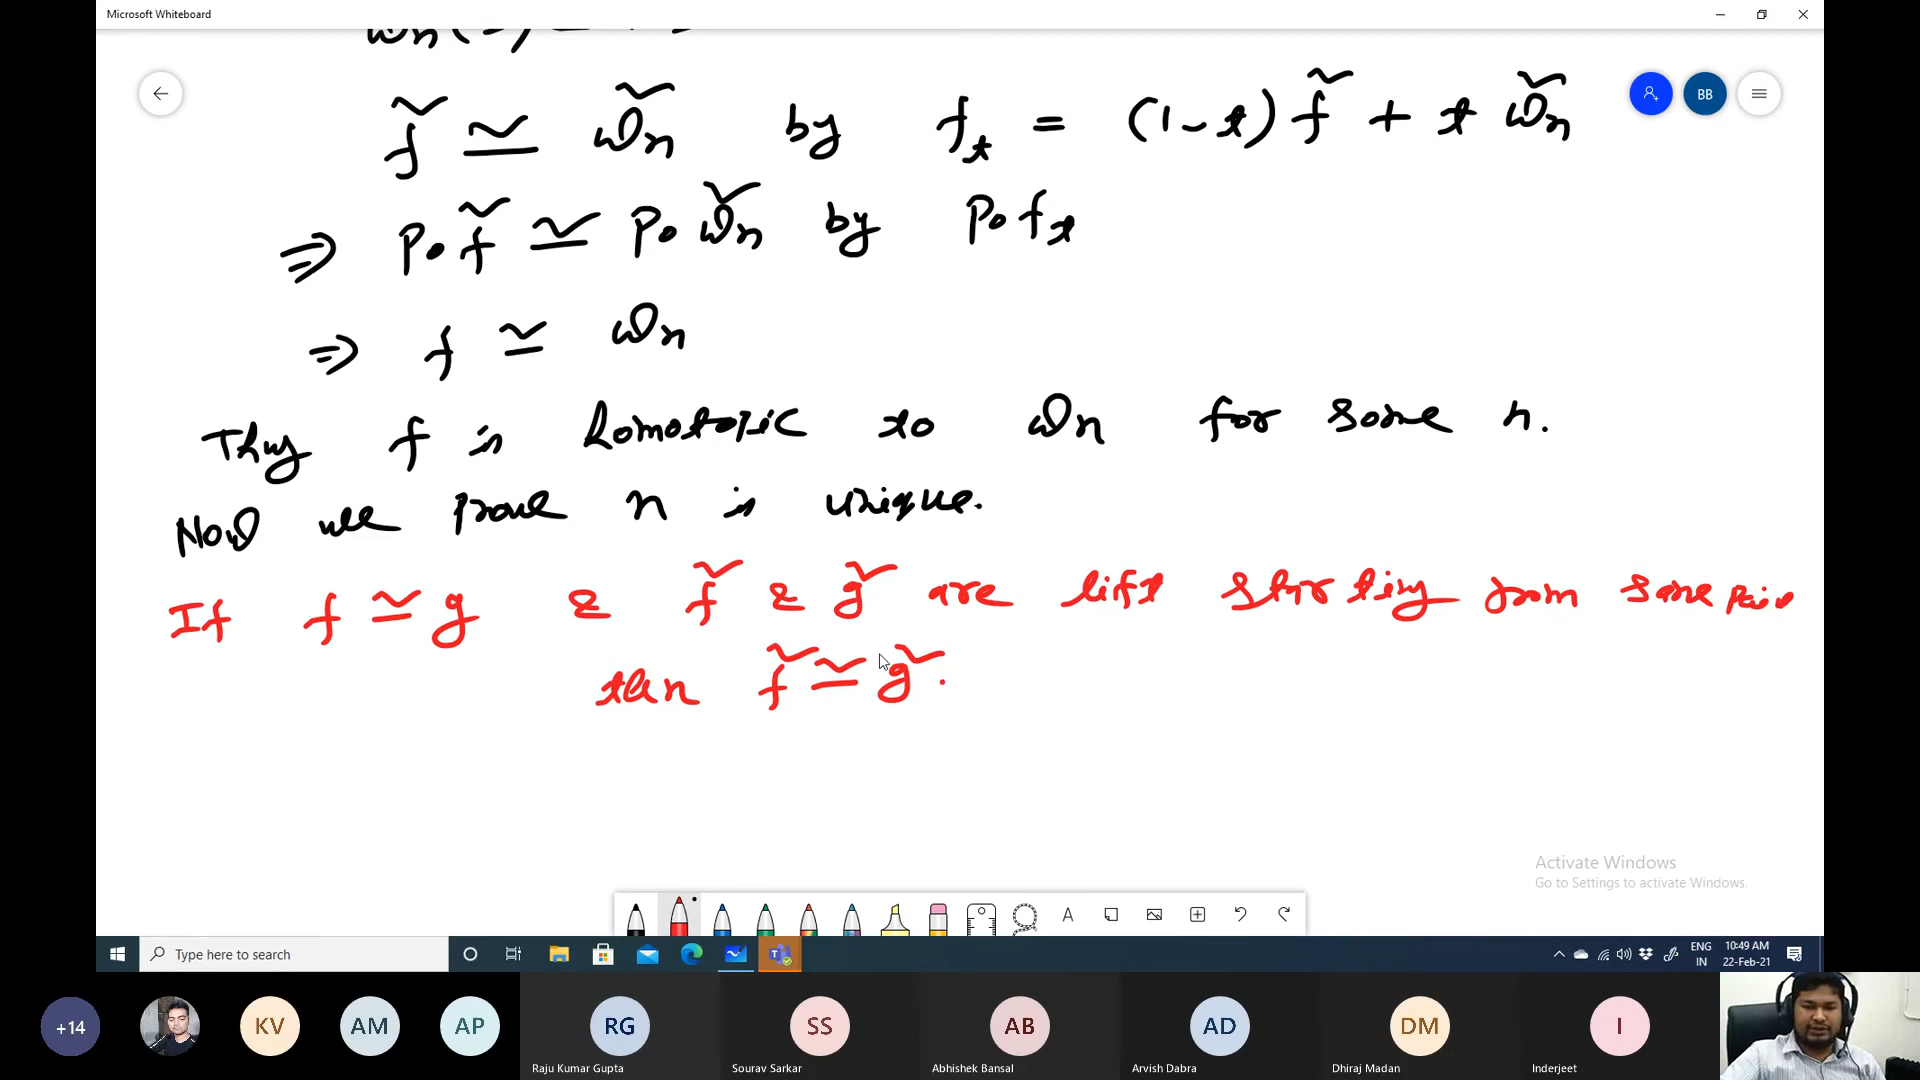 Microsoft Whiteboard
BB
f̃ ≃ ω̃n by f_t = (1-t) f̃ + t ω̃n
⇒ p∘f̃ ≃ p∘ω̃n by p∘f_t
⇒ f ≃ ωn
Thus f is homotopic to ωn for some n.
Now we prove n is unique.
If f ≃ g & f̃ & g̃ are lift starting from same
then f̃ ≃ g̃.
Activate Windows
Go to Settings to activate Windows.
A
Type here to search
ENG
IN
10:49 AM
22-Feb-21
+14
KV
AM
AP
RG
SS
AB
AD
DM
I
Raju Kumar Gupta
Sourav Sarkar
Abhishek Bansal
Arvish Dabra
Dhiraj Madan
Inderjeet